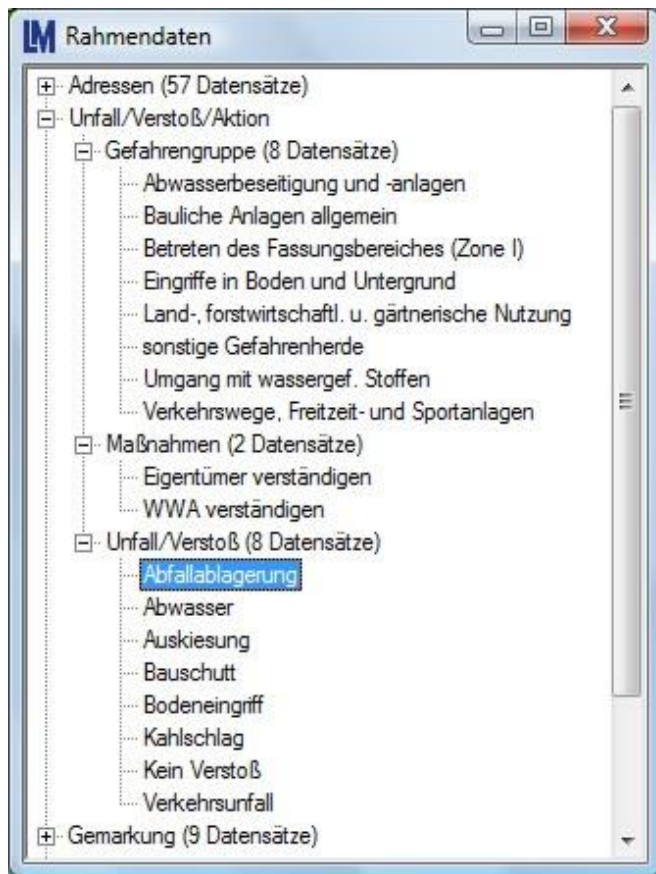 LM Rahmendaten
Adressen (57 Datensätze)
Unfall/Verstoß/Aktion
Gefahrengruppe (8 Datensätze)
Abwasserbeseitigung und -anlagen
Bauliche Anlagen allgemein
Betreten des Fassungsbereiches (Zone I)
Eingriffe in Boden und Untergrund
Land-, forstwirtschaftl. u. gärtnerische Nutzung
sonstige Gefahrenherde
Umgang mit wassergef. Stoffen
Verkehrswege, Freitzeit- und Sportanlagen
Maßnahmen (2 Datensätze)
Eigentümer verständigen
WWA verständigen
Unfall/Verstoß (8 Datensätze)
Abfallablagerung
Abwasser
Auskiesung
Bauschutt
Bodeneingriff
Kahlschlag
Kein Verstoß
Verkehrsunfall
Gemarkung (9 Datensätze)